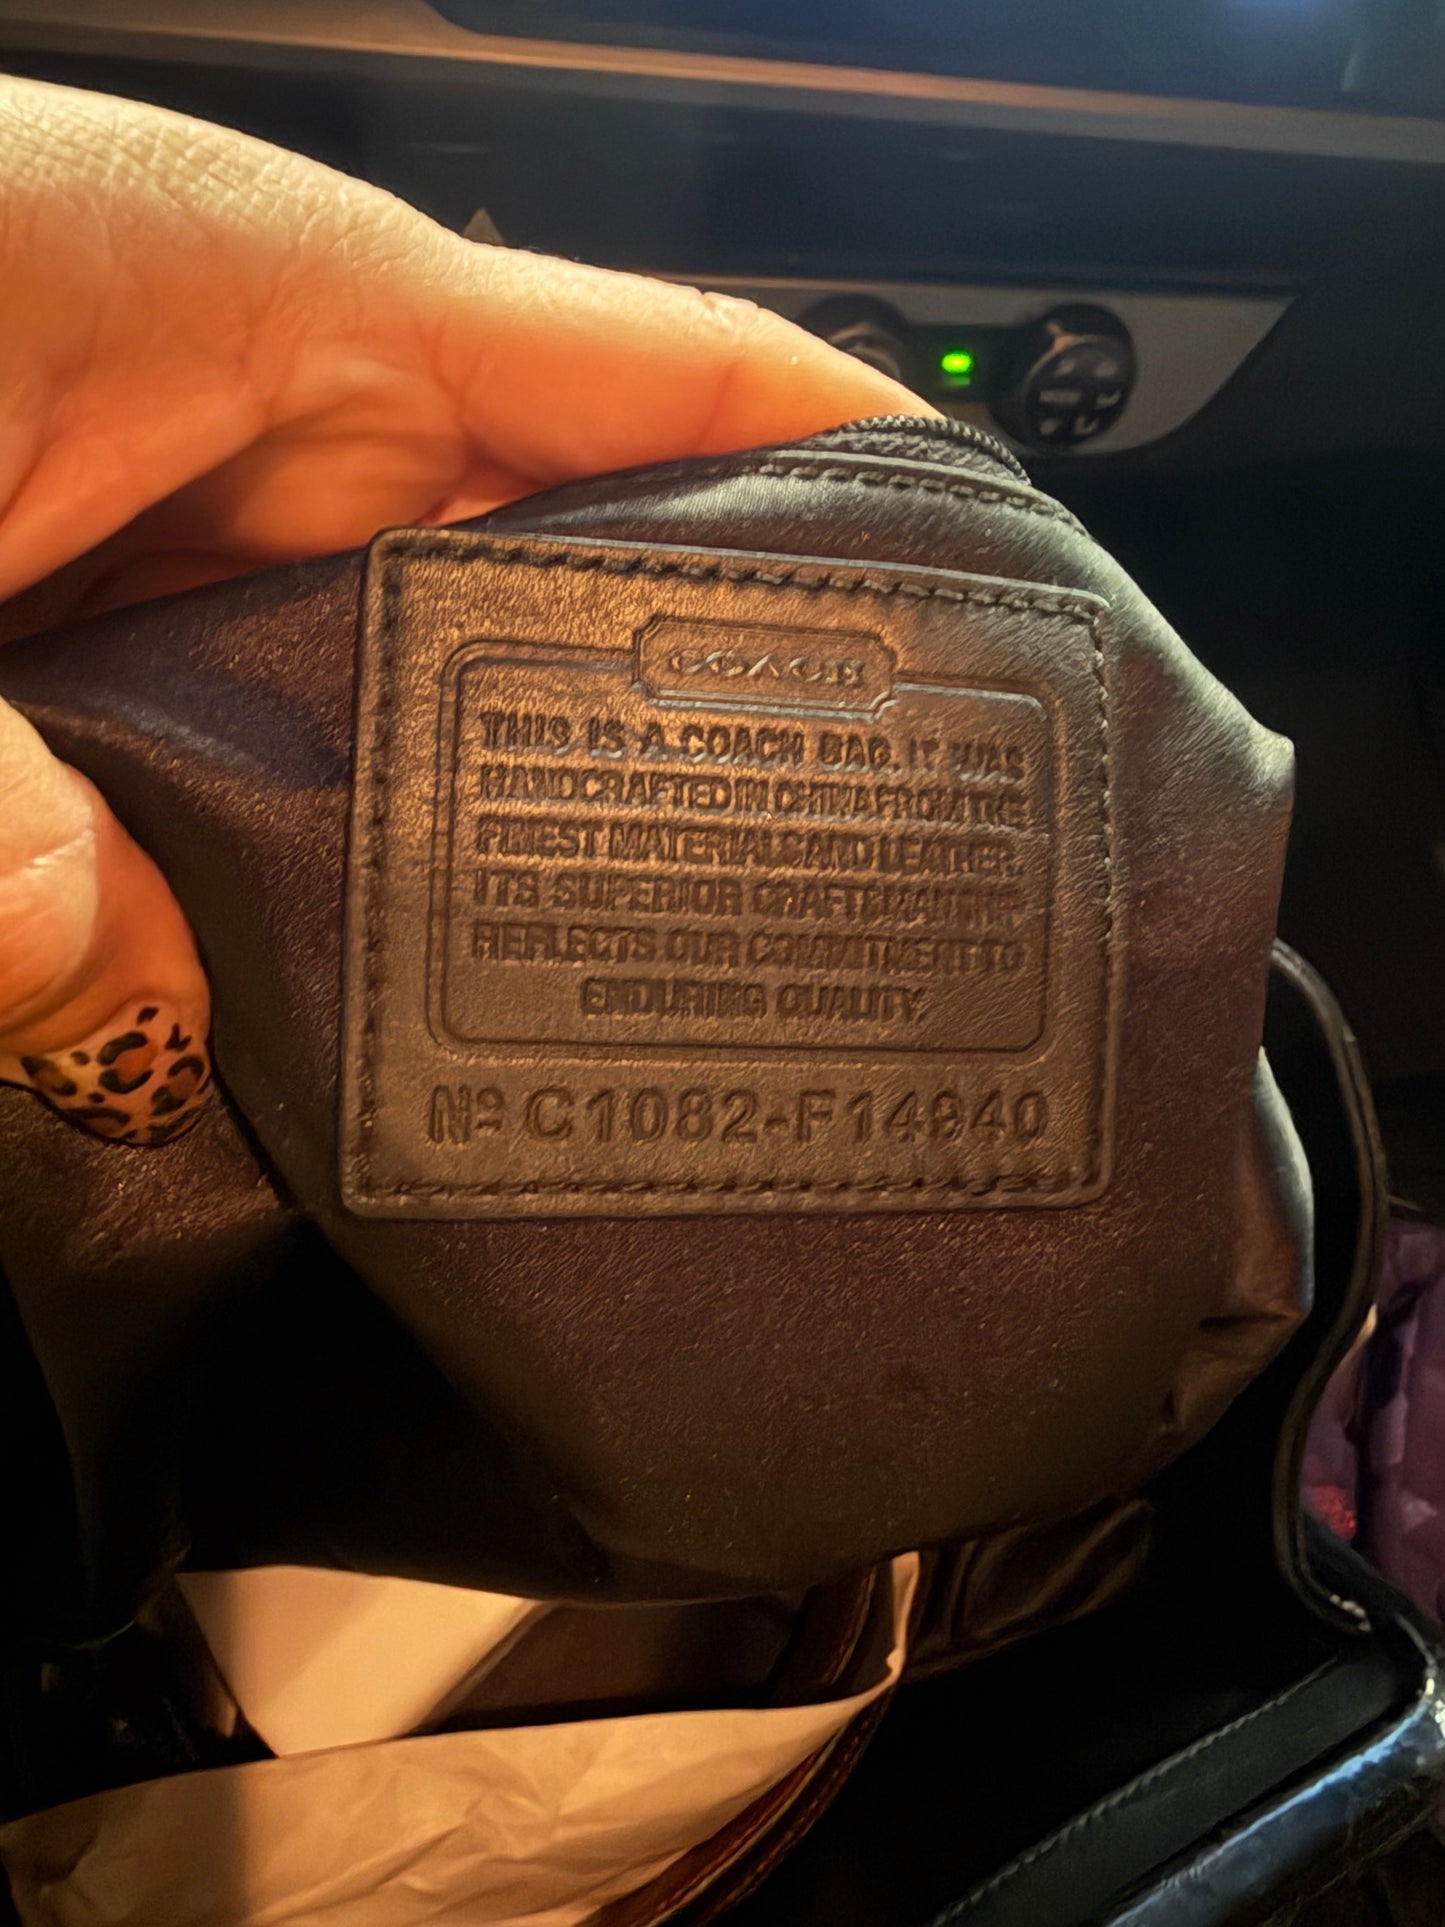 COACH
THIS IS A COACH BAG. IT WAS
HANDCRAFTED IN CHINA FROM THE
FINEST MATERIALS AND LEATHER.
ITS SUPERIOR CRAFTSMANSHIP
REFLECTS OUR COMMITMENT TO
ENDURING QUALITY.
Nº C1082-F14940